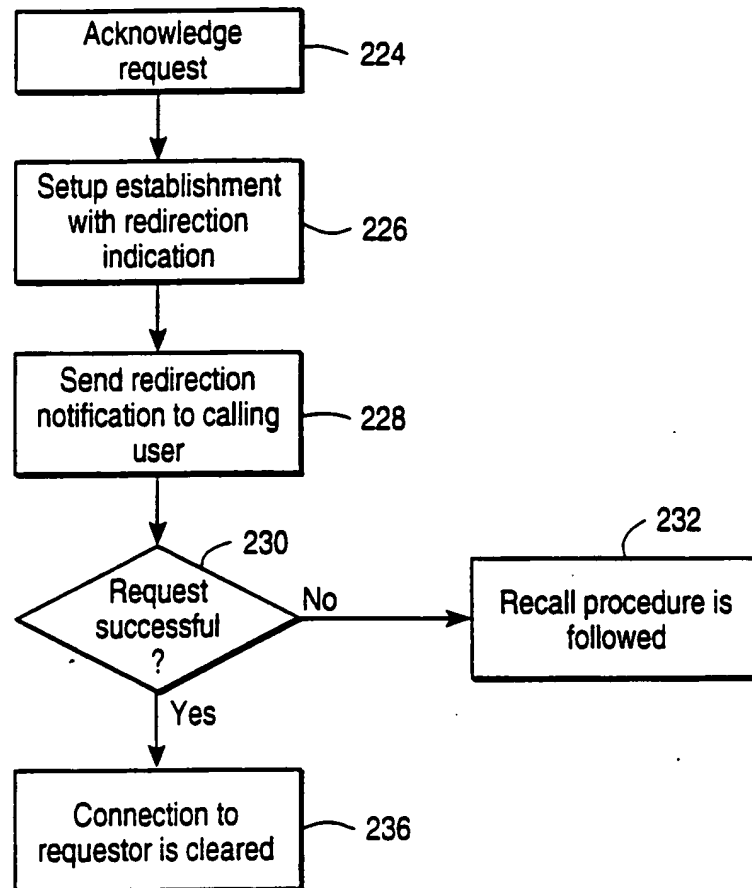 Acknowledge
request
224
Setup establishment
with redirection
indication
226
Send redirection
notification to calling
user
228
230
Request
successful
?
No
232
Recall procedure is
followed
Yes
Connection to
requestor is cleared
236